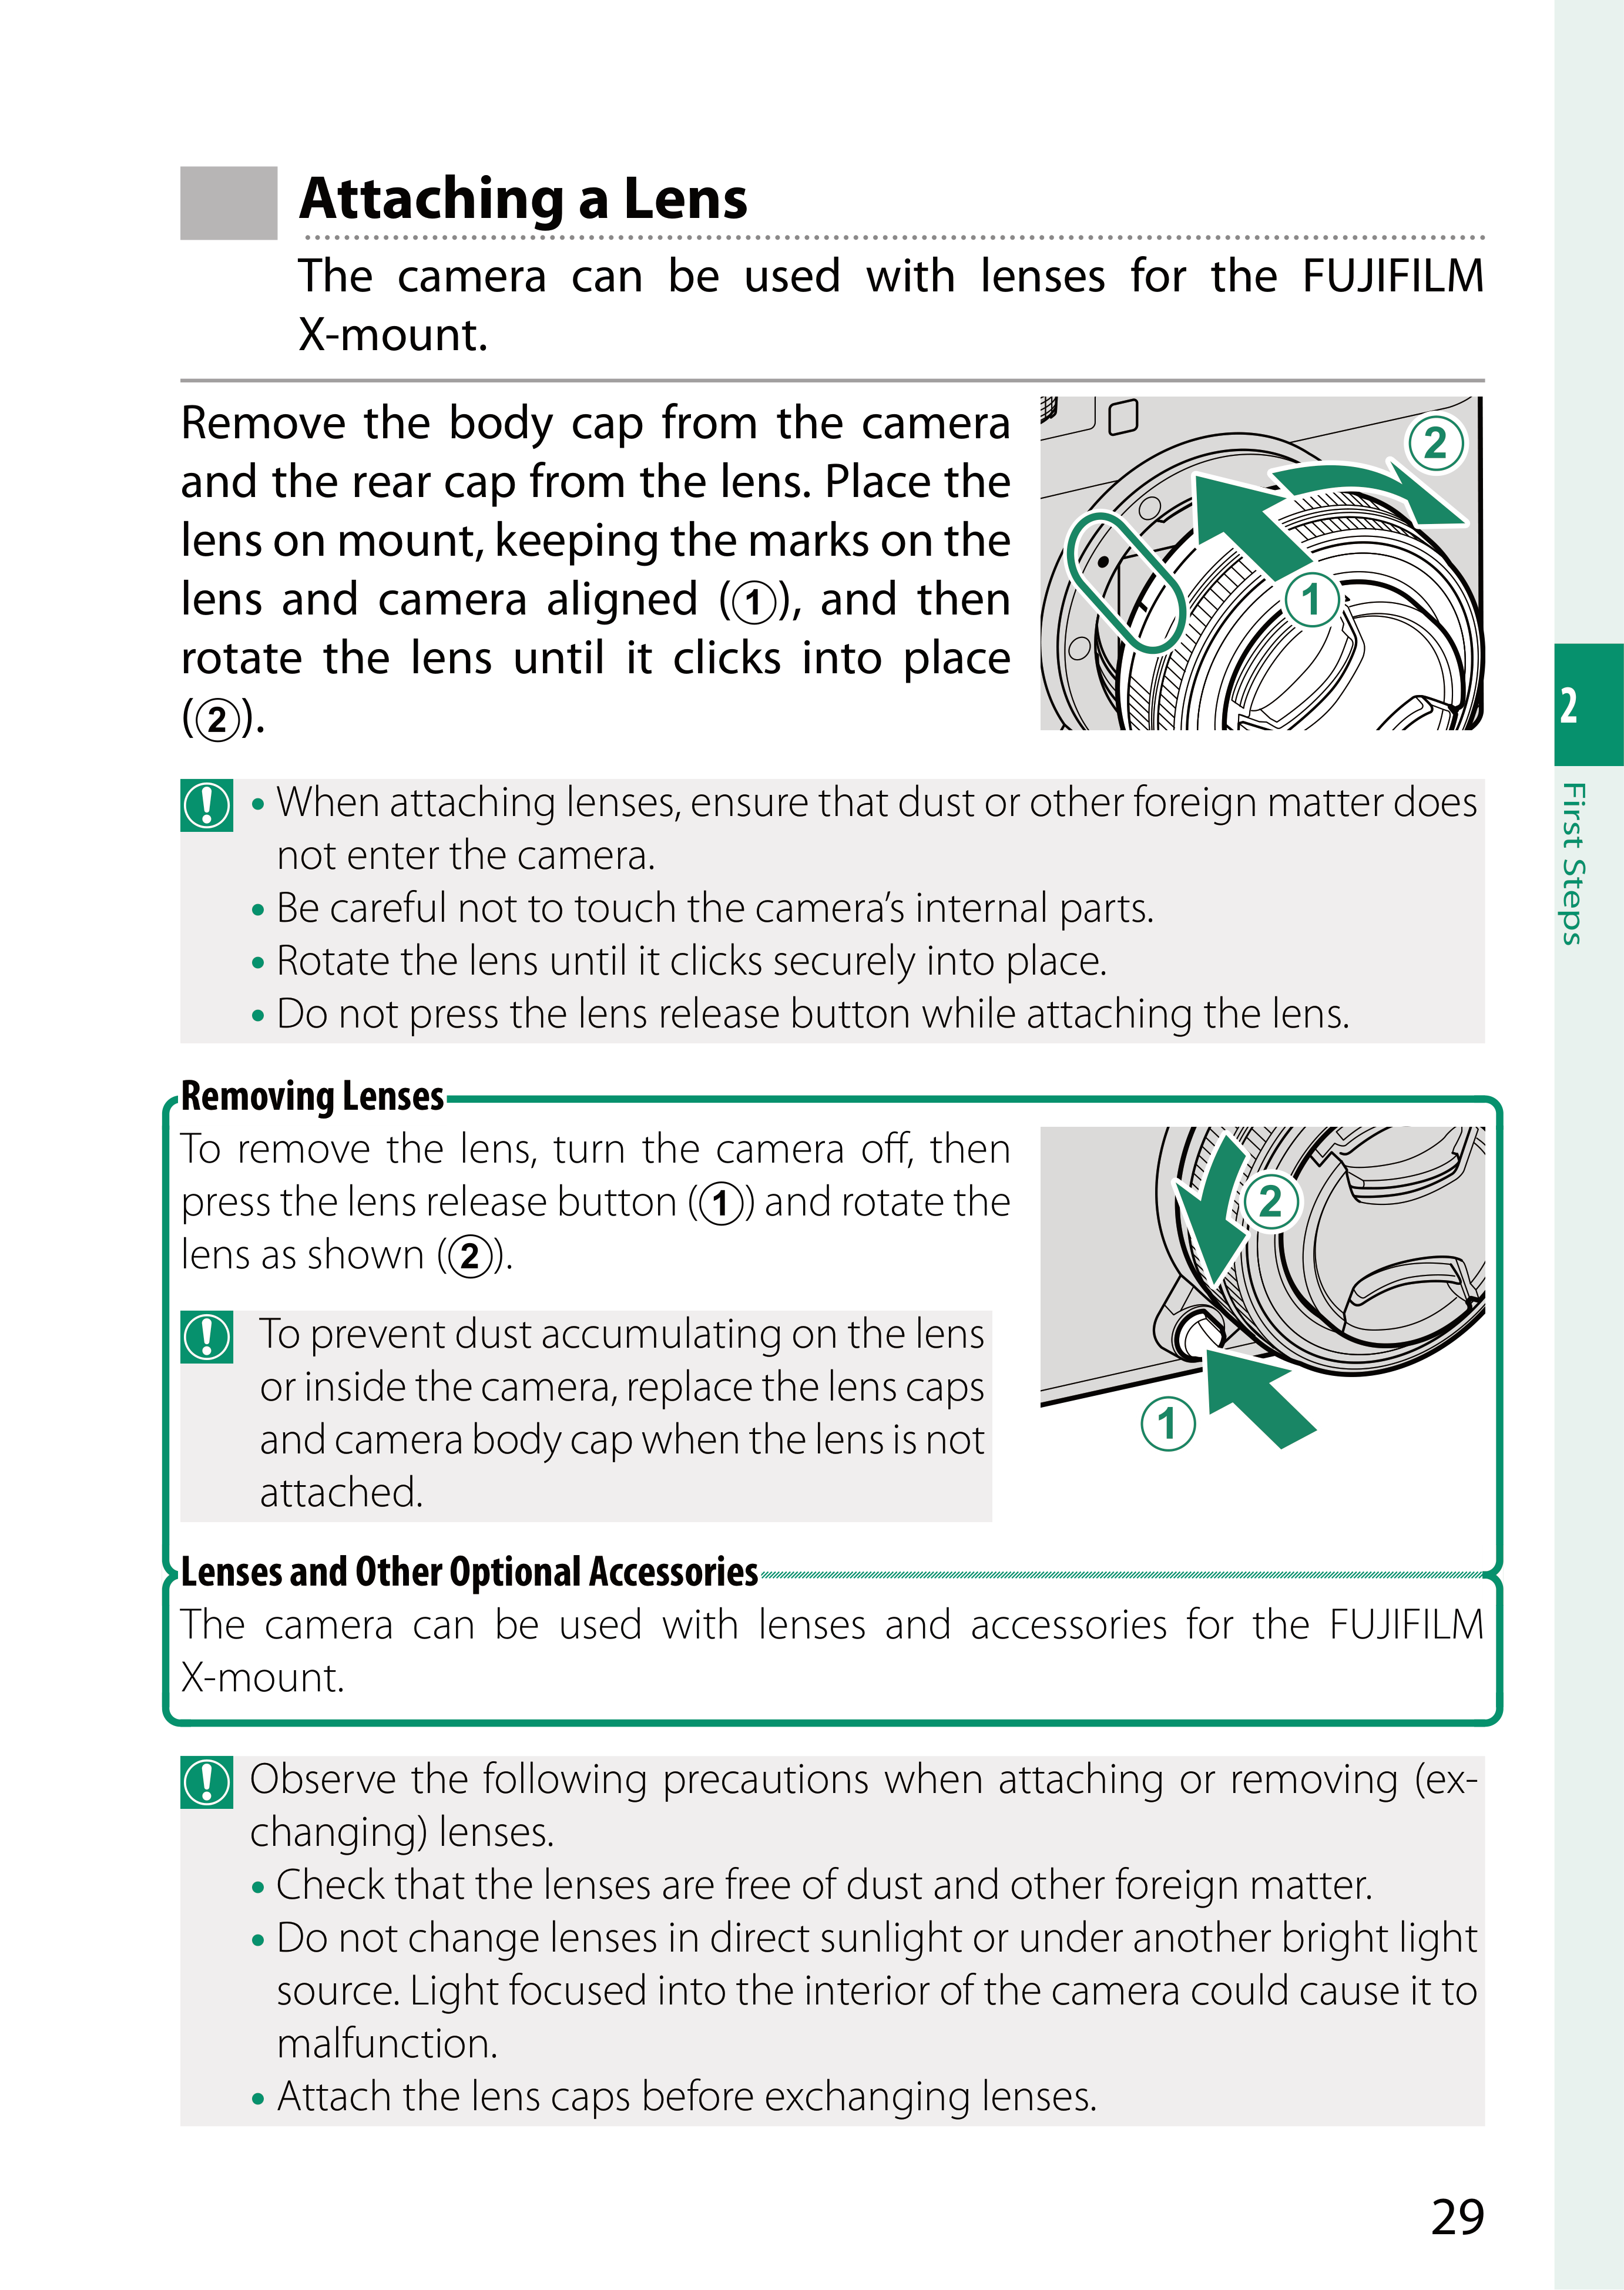 Attaching a Lens
The camera can be used with lenses for the FUJIFILM
X-mount.
Remove the body cap from the camera
and the rear cap from the lens. Place the
lens on mount, keeping the marks on the
lens and camera aligned (①), and then
rotate the lens until it clicks into place
(②).
②
①
• When attaching lenses, ensure that dust or other foreign matter does
not enter the camera.
• Be careful not to touch the camera’s internal parts.
• Rotate the lens until it clicks securely into place.
• Do not press the lens release button while attaching the lens.
Removing Lenses
To remove the lens, turn the camera off, then
press the lens release button (①) and rotate the
lens as shown (②).
②
①
To prevent dust accumulating on the lens
or inside the camera, replace the lens caps
and camera body cap when the lens is not
attached.
Lenses and Other Optional Accessories
The camera can be used with lenses and accessories for the FUJIFILM
X-mount.
Observe the following precautions when attaching or removing (ex-
changing) lenses.
• Check that the lenses are free of dust and other foreign matter.
• Do not change lenses in direct sunlight or under another bright light
source. Light focused into the interior of the camera could cause it to
malfunction.
• Attach the lens caps before exchanging lenses.
2
First Steps
29